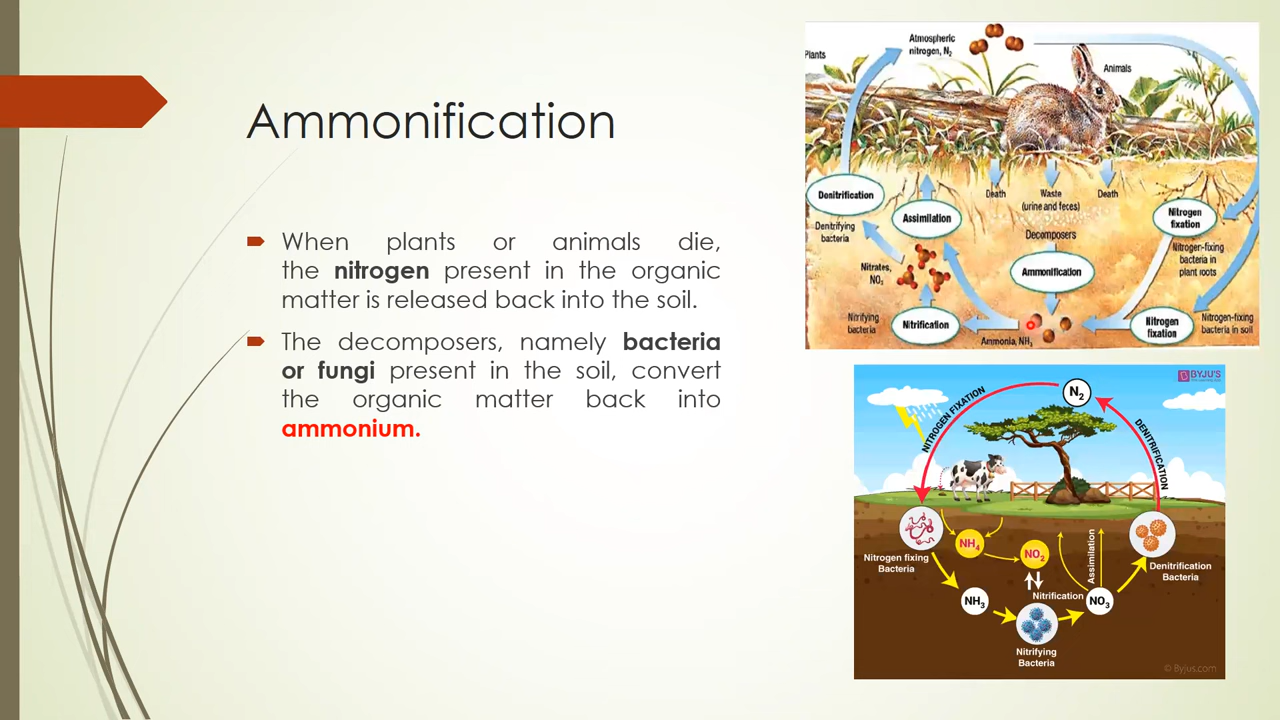 Ammonification
When plants or animals die,
the nitrogen present in the organic
matter is released back into the soil.
The decomposers, namely bacteria
or fungi present in the soil, convert
the organic matter back into
ammonium.
Plants
Atmospheric
nitrogen, N2
Animals
Denitrification
Dentrifying
bacteria
Assimilation
Death
Waste
(urine and feces)
Death
Decomposers
Nitrogen
fixation
Nitrogen-fixing
bacteria in
plant roots
Nitrates,
NO3
Ammonification
Nitrifying
bacteria
Nitrification
Ammonia, NH3
Nitrogen
fixation
Nitrogen-fixing
bacteria in soil
BYJU'S
The Learning App
N2
NITROGEN FIXATION
DENITRIFICATION
Nitrogen fixing
Bacteria
NH4
NO2
Assimilation
Denitrification
Bacteria
NH3
Nitrification
NO3
Nitrifying
Bacteria
© Byjus.com